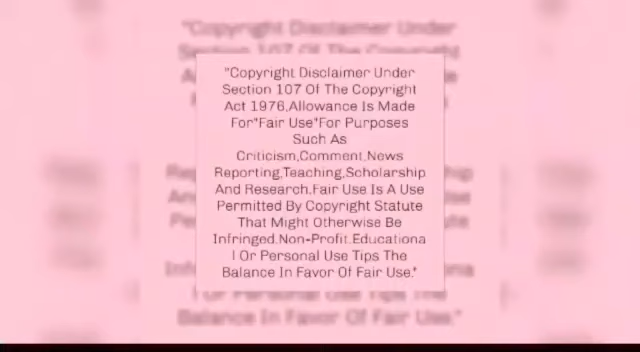 "Copyright Disclaimer Under
Section 107 Of The Copyright
Act 1976,Allowance Is Made
For"Fair Use"For Purposes
Such As
Criticism,Comment,News
Reporting,Teaching,Scholarship
And Research.Fair Use Is A Use
Permitted By Copyright Statute
That Might Otherwise Be
Infringed.Non-Profit.Educationa
l Or Personal Use Tips The
Balance In Favor Of Fair Use."